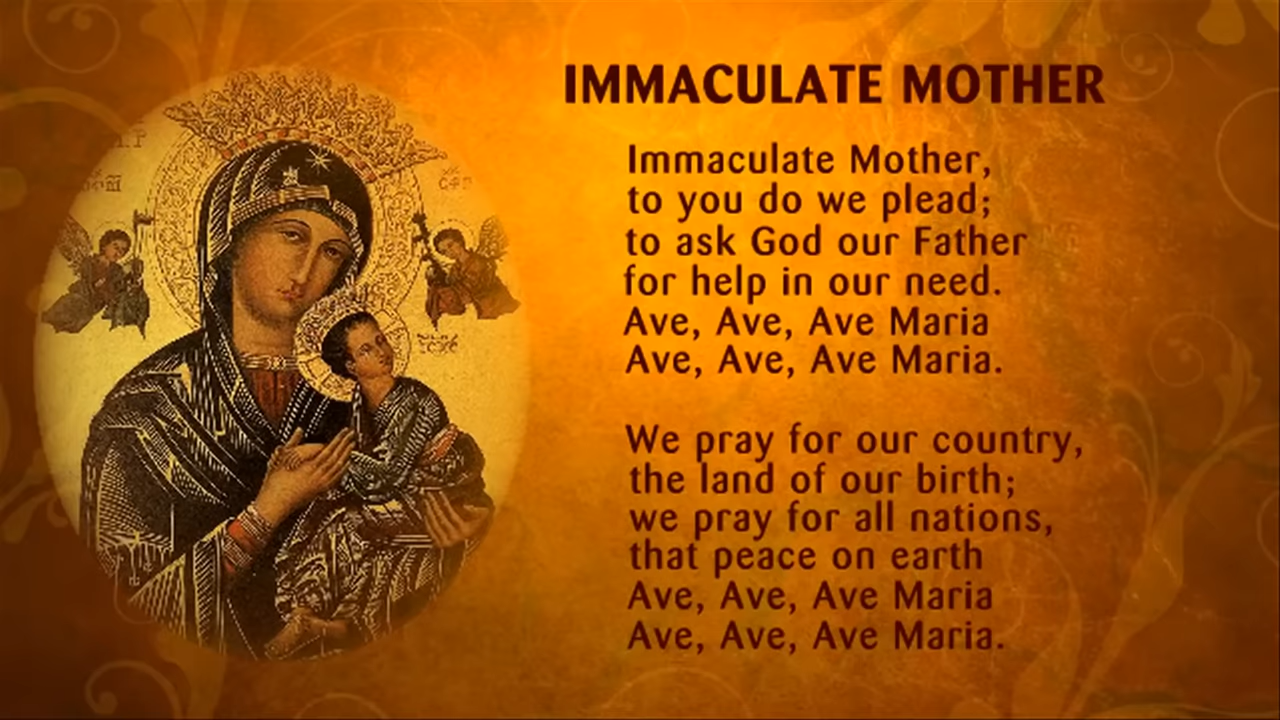 IMMACULATE MOTHER
Immaculate Mother,
to you do we plead;
to ask God our Father
for help in our need.
Ave, Ave, Ave Maria
Ave, Ave, Ave Maria.
We pray for our country,
the land of our birth;
we pray for all nations,
that peace on earth
Ave, Ave, Ave Maria
Ave, Ave, Ave Maria.